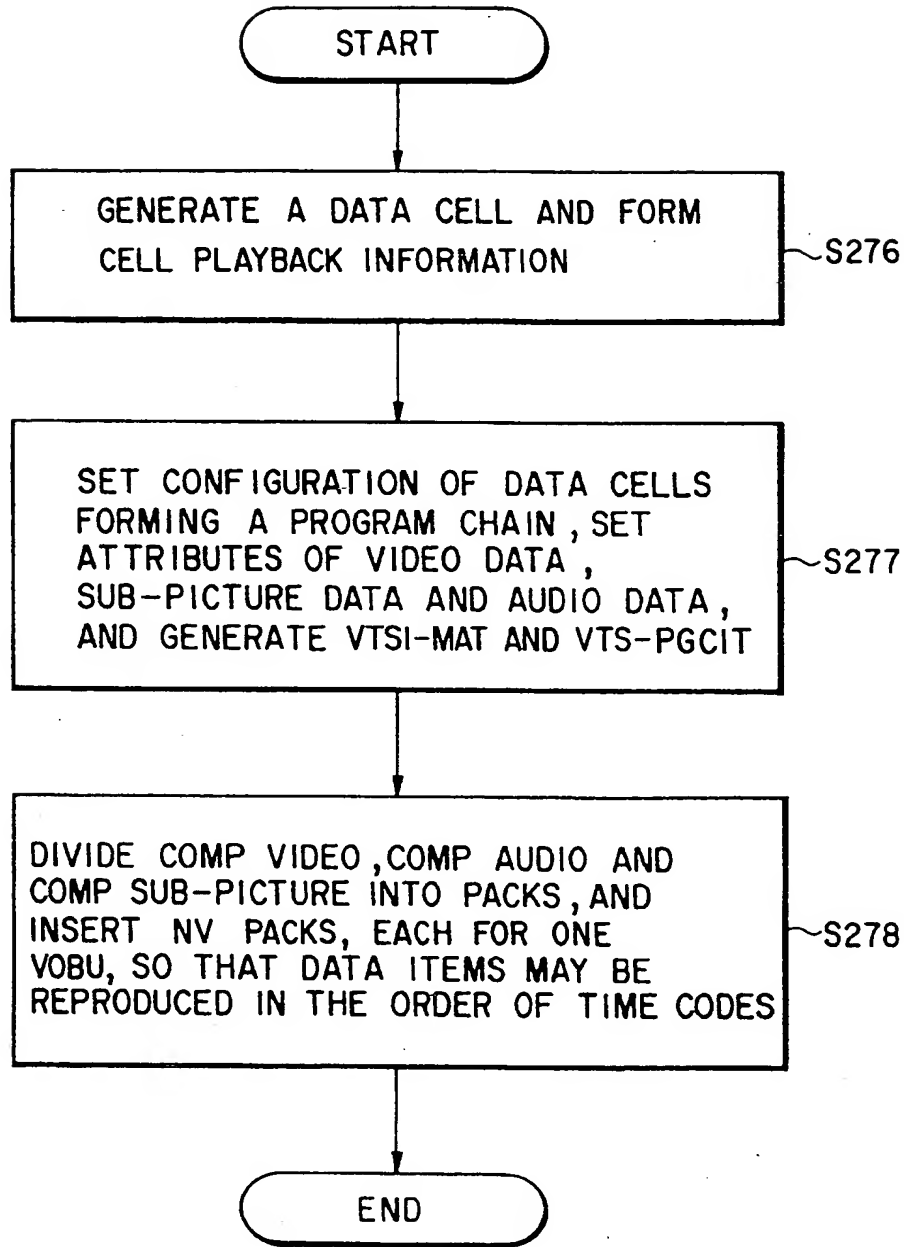 START
GENERATE A DATA CELL AND FORM
CELL PLAYBACK INFORMATION
S276
SET CONFIGURATION OF DATA CELLS
FORMING A PROGRAM CHAIN, SET
ATTRIBUTES OF VIDEO DATA,
SUB-PICTURE DATA AND AUDIO DATA,
AND GENERATE VTSI-MAT AND VTS-PGCIT
S277
DIVIDE COMP VIDEO, COMP AUDIO AND
COMP SUB-PICTURE INTO PACKS, AND
INSERT NV PACKS, EACH FOR ONE
VOBU, SO THAT DATA ITEMS MAY BE
REPRODUCED IN THE ORDER OF TIME CODES
S278
END